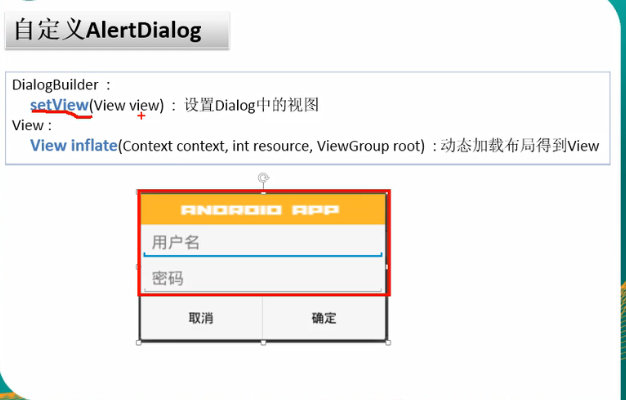 自定义AlertDialog
DialogBuilder :
setView(View view) : 设置Dialog中的视图
View :
View inflate(Context context, int resource, ViewGroup root) : 动态加载布局得到View
ANDROID APP
用户名
密码
取消 确定